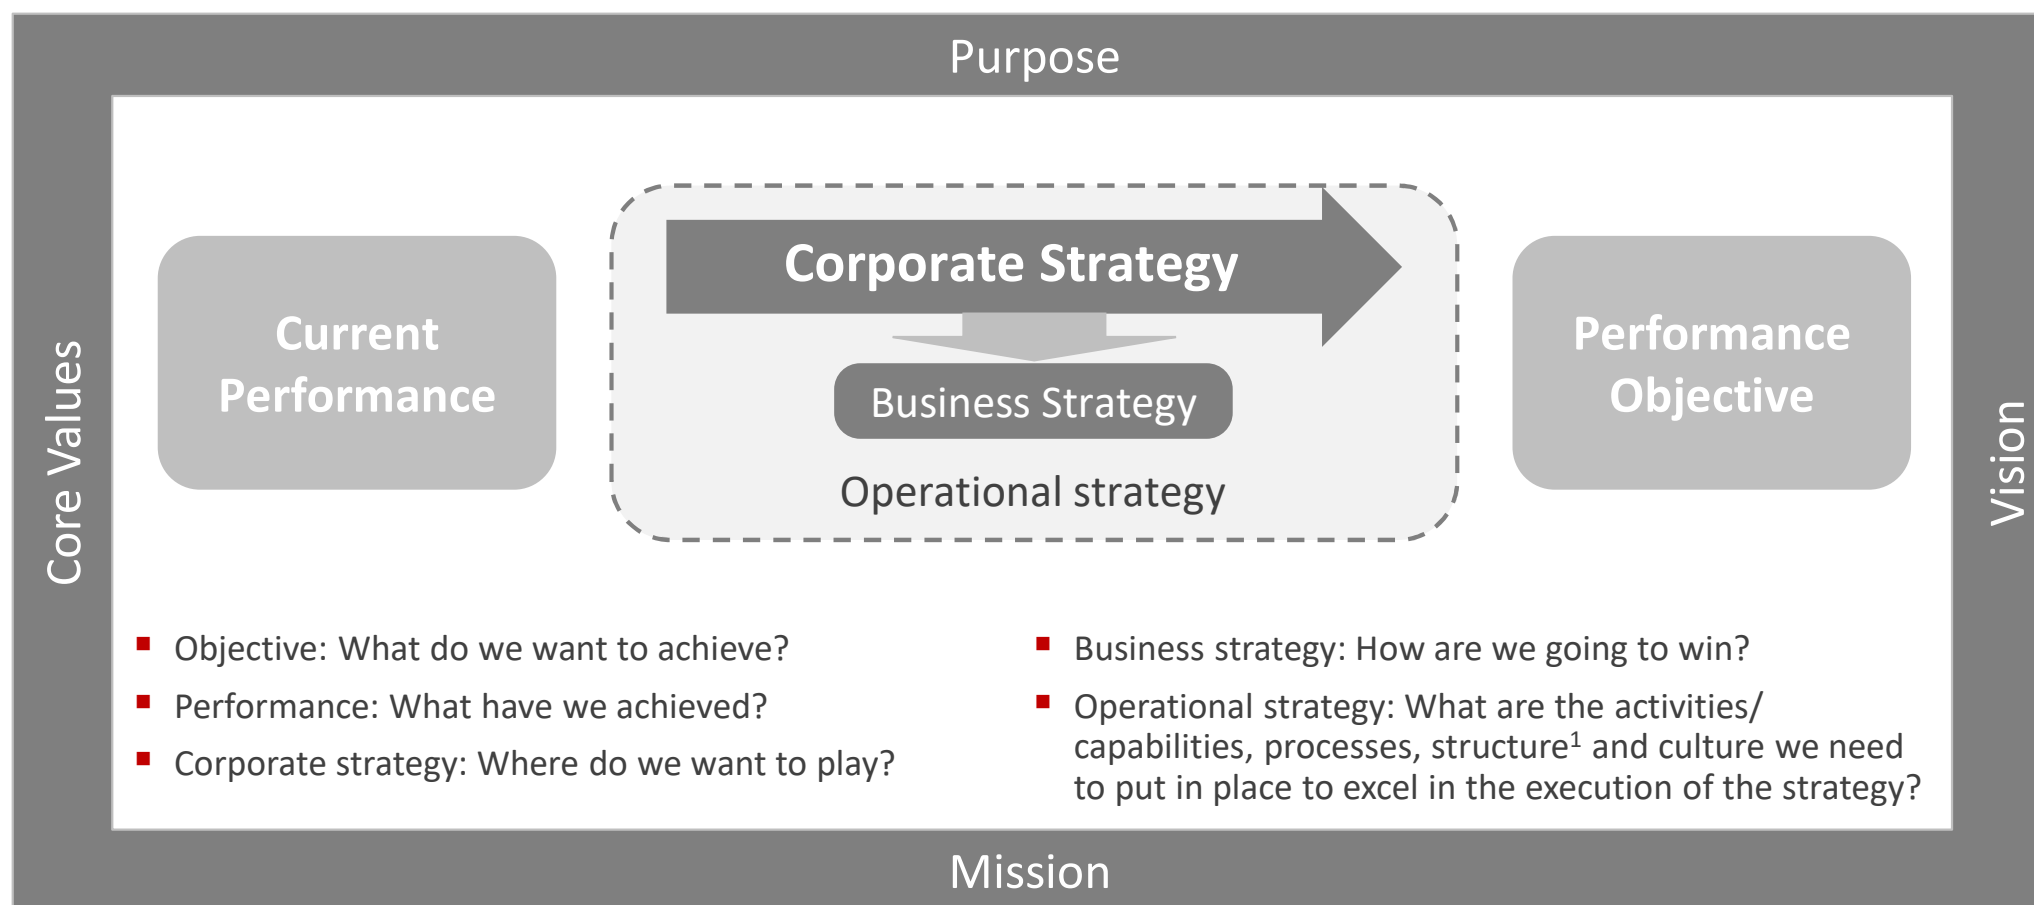 Purpose
Core Values
Current
Performance
Corporate Strategy
Business Strategy
Operational strategy
Performance
Objective
Vision
Objective: What do we want to achieve?
Performance: What have we achieved?
Corporate strategy: Where do we want to play?
Business strategy: How are we going to win?
Operational strategy: What are the activities/
capabilities, processes, structure¹ and culture we need
to put in place to excel in the execution of the strategy?
Mission